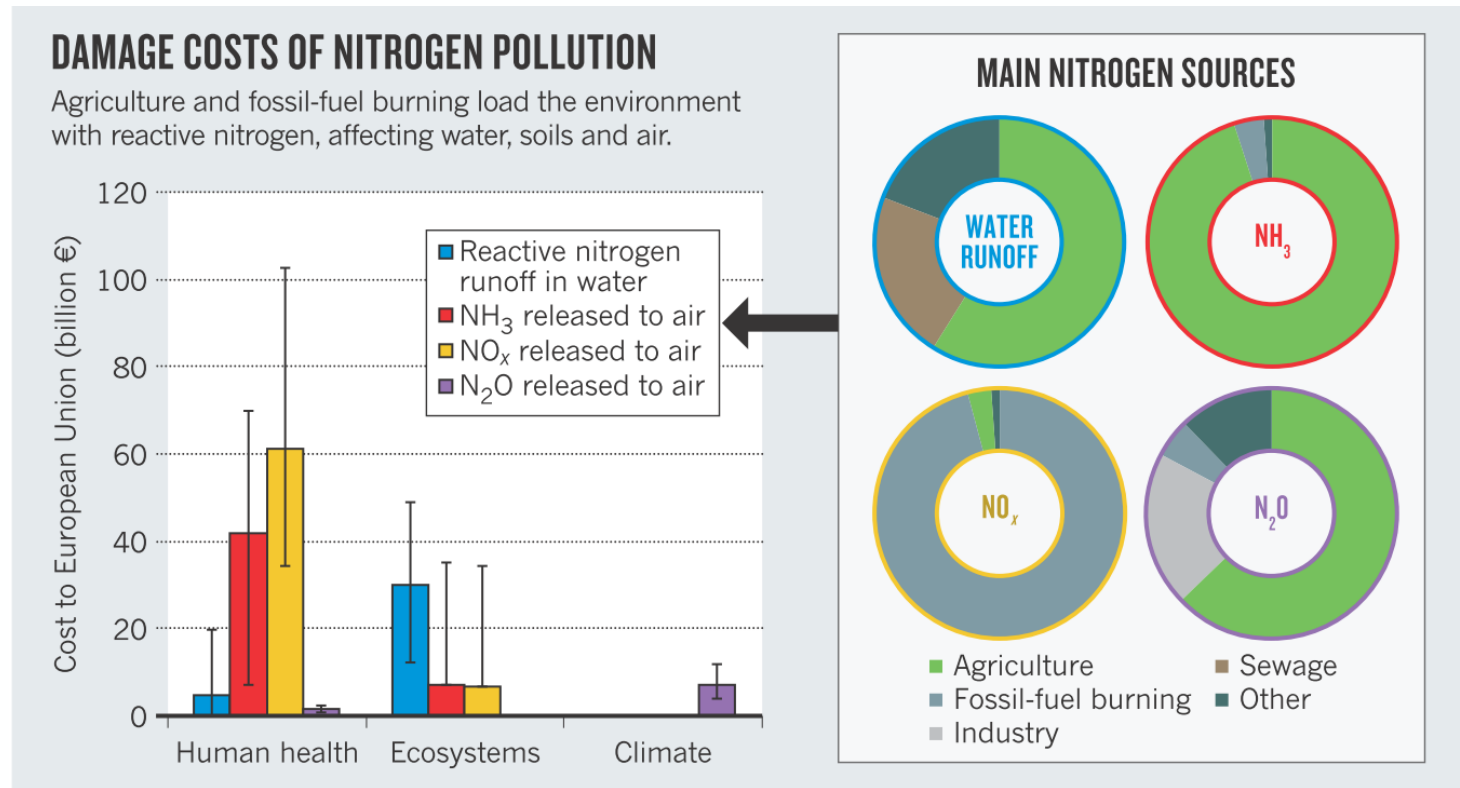 DAMAGE COSTS OF NITROGEN POLLUTION
Agriculture and fossil-fuel burning load the environment
with reactive nitrogen, affecting water, soils and air.
Cost to European Union (billion €)
120
100
80
60
40
20
0
Reactive nitrogen
runoff in water
NH₃ released to air
NOₓ released to air
N₂O released to air
Human health
Ecosystems
Climate
MAIN NITROGEN SOURCES
WATER
RUNOFF
NH₃
NOₓ
N₂O
Agriculture
Fossil-fuel burning
Industry
Sewage
Other